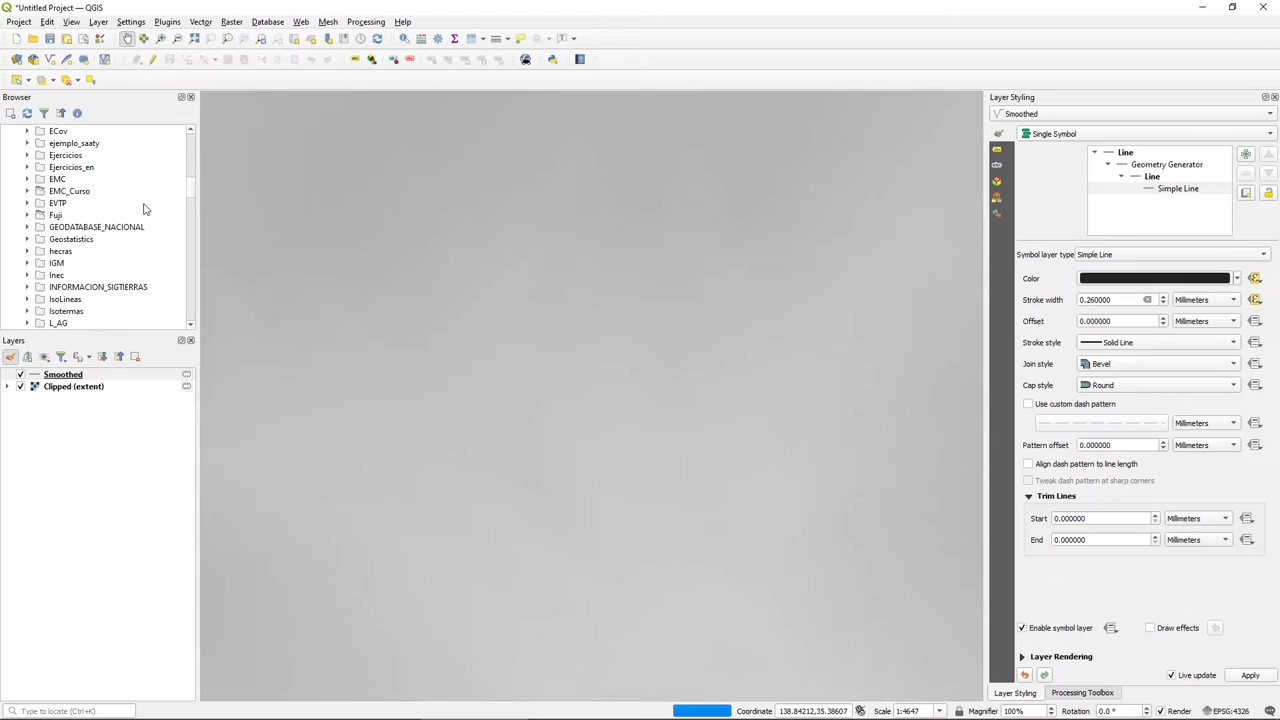 *Untitled Project — QGIS
Project Edit View Layer Settings Plugins Vector Raster Database Web Mesh Processing Help
Browser
ECov
ejemplo_saaty
Ejercicios
Ejercicios_en
EMC
EMC_Curso
EVTP
Fuji
GEODATABASE_NACIONAL
Geostatistics
hecras
IGM
Inec
INFORMACION_SIGTIERRAS
IsoLineas
Isotermas
L_AG
Layers
Smoothed
Clipped (extent)
Layer Styling
Smoothed
Single Symbol
Line
Geometry Generator
Line
Simple Line
Symbol layer type Simple Line
Color
Stroke width 0.260000 Millimeters
Offset 0.000000 Millimeters
Stroke style Solid Line
Join style Bevel
Cap style Round
Use custom dash pattern
Millimeters
Pattern offset 0.000000 Millimeters
Align dash pattern to line length
Tweak dash pattern at sharp corners
Trim Lines
Start 0.000000 Millimeters
End 0.000000 Millimeters
Enable symbol layer Draw effects
Layer Rendering
Live update Apply
Layer Styling Processing Toolbox
Type to locate (Ctrl+K) Coordinate 138.84212,35.38607 Scale 1:4647 Magnifier 100% Rotation 0.0 ° Render EPSG:4326